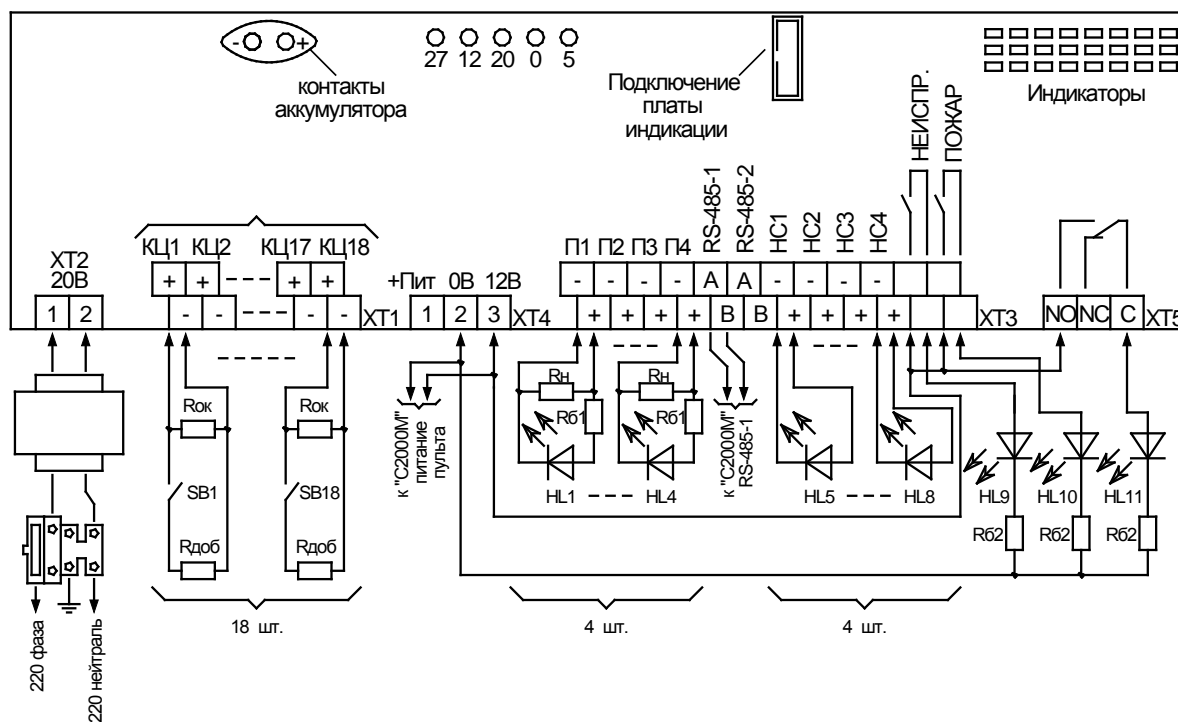 - +
27 12 20 0 5
контакты
аккумулятора
Подключение
платы
индикации
Индикаторы
НЕИСПР.
ПОЖАР
RS-485-1
RS-485-2
НС1
НС2
НС3
НС4
КЦ1 КЦ2 КЦ17 КЦ18
П1 П2 П3 П4
ХТ2
20В
+ + + +
+Пит 0В 12В
- - - - А А - - - -
1 2
- - - - ХТ1
1 2 3 ХТ4
+ + + + В В + + + + ХТ3
NO NC C ХТ5
Rок Rок
SB1 SB18
Rдоб Rдоб
к "С2000М"
питание
пульта
Rн Rн
Rб1 Rб1
к "С2000М"
RS-485-1
HL1 HL4 HL5 HL8 HL9 HL10 HL11
Rб2 Rб2 Rб2
18 шт. 4 шт. 4 шт.
220 фаза
220 нейтраль